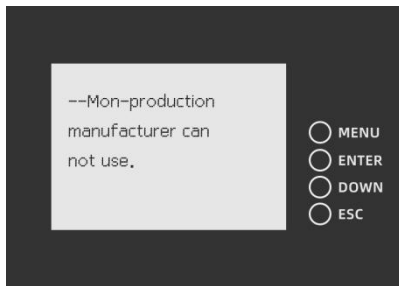 --Mon-production
manufacturer can
not use.
MENU
ENTER
DOWN
ESC